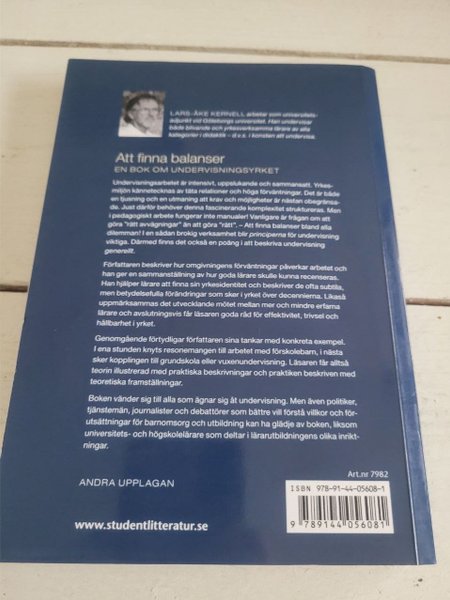 LARS-ÅKE KERNELL arbetar som universitets-
adjunkt vid Göteborgs universitet. Han undervisar
både blivande och yrkesverksamma lärare av alla
kategorier i didaktik – d.v.s. i konsten att undervisa.
Att finna balanser
EN BOK OM UNDERVISNINGSYRKET
Undervisningsarbetet är intensivt, uppslukande och sammansatt. Yrkes-
miljön kännetecknas av täta relationer och höga förväntningar. Det är både
en tjusning och en utmaning att krav och möjligheter är nästan obegränsa-
de. Just därför behöver denna fascinerande komplexitet struktureras. Men
i pedagogiskt arbete fungerar inte manualer! Vanligare är frågan om att
göra "rätt avvägningar" än att göra "rätt". – Att finna balanser bland alla
dilemman! I en sådan brokig verksamhet blir principerna för undervisning
viktiga. Därmed finns det också en poäng i att beskriva undervisning
generellt.
Författaren beskriver hur omgivningens förväntningar påverkar arbetet och
han ger en sammanställning av hur goda lärare skulle kunna recenseras.
Han hjälper lärare att finna sin yrkesidentitet och beskriver de ofta subtila,
men betydelsefulla förändringar som sker i yrket över decennierna. Likaså
uppmärksammas det utvecklande mötet mellan mer och mindre erfarna
lärare och avslutningsvis får läsaren goda råd för effektivitet, trivsel och
hållbarhet i yrket.
Genomgående förtydligar författaren sina tankar med konkreta exempel.
I ena stunden knyts resonemangen till arbetet med förskolebarn, i nästa
sker kopplingen till grundskola eller vuxenundervisning. Läsaren får alltså
teorin illustrerad med praktiska beskrivningar och praktiken beskriven med
teoretiska framställningar.
Boken vänder sig till alla som ägnar sig åt undervisning. Men även politiker,
tjänstemän, journalister och debattörer som bättre vill förstå villkor och för-
utsättningar för barnomsorg och utbildning kan ha glädje av boken, liksom
universitets- och högskolelärare som deltar i lärarutbildningens olika inrikt-
ningar.
Art.nr 7982
ANDRA UPPLAGAN
ISBN 978-91-44-05608-1
www.studentlitteratur.se
9 789144 056081